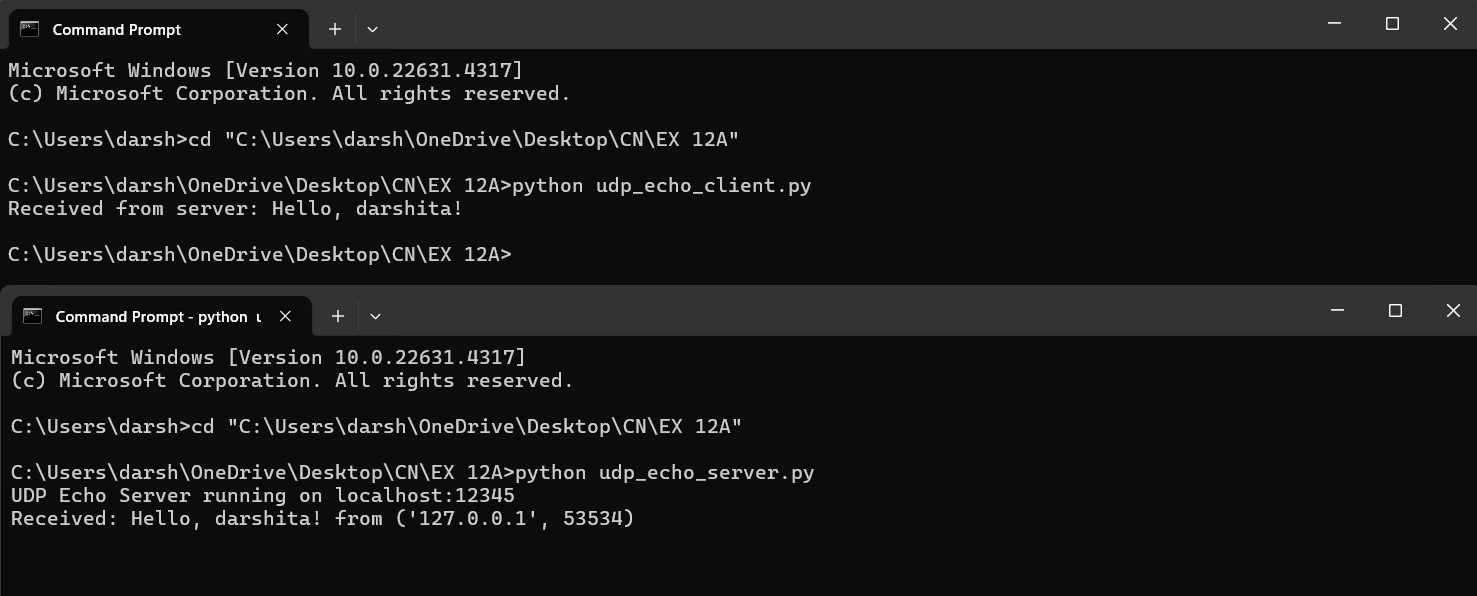 Command Prompt
Microsoft Windows [Version 10.0.22631.4317]
(c) Microsoft Corporation. All rights reserved.
C:\Users\darsh>cd "C:\Users\darsh\OneDrive\Desktop\CN\EX 12A"
C:\Users\darsh\OneDrive\Desktop\CN\EX 12A>python udp_echo_client.py
Received from server: Hello, darshita!
C:\Users\darsh\OneDrive\Desktop\CN\EX 12A>
Command Prompt - python
Microsoft Windows [Version 10.0.22631.4317]
(c) Microsoft Corporation. All rights reserved.
C:\Users\darsh>cd "C:\Users\darsh\OneDrive\Desktop\CN\EX 12A"
C:\Users\darsh\OneDrive\Desktop\CN\EX 12A>python udp_echo_server.py
UDP Echo Server running on localhost:12345
Received: Hello, darshita! from ('127.0.0.1', 53534)